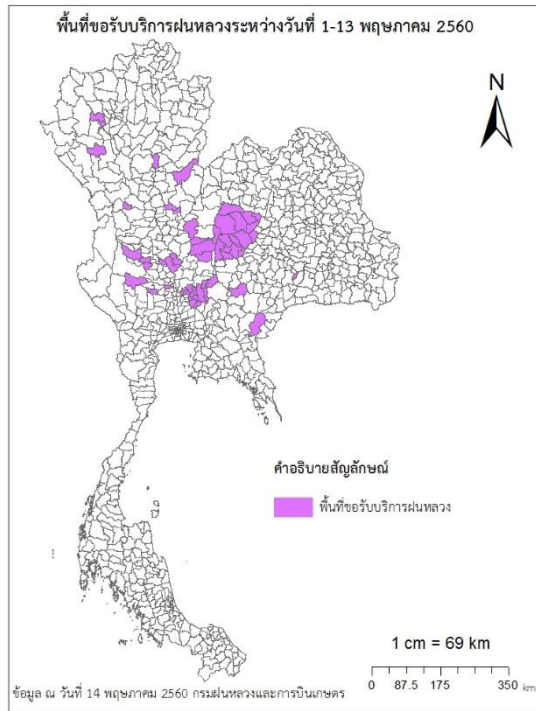 พื้นที่ขอรับบริการฝนหลวงระหว่างวันที่ 1-13 พฤษภาคม 2560
N
คำอธิบายสัญลักษณ์
พื้นที่ขอรับบริการฝนหลวง
1 cm = 69 km
0 87.5 175 350 km
ข้อมูล ณ วันที่ 14 พฤษภาคม 2560 กรมฝนหลวงและการบินเกษตร